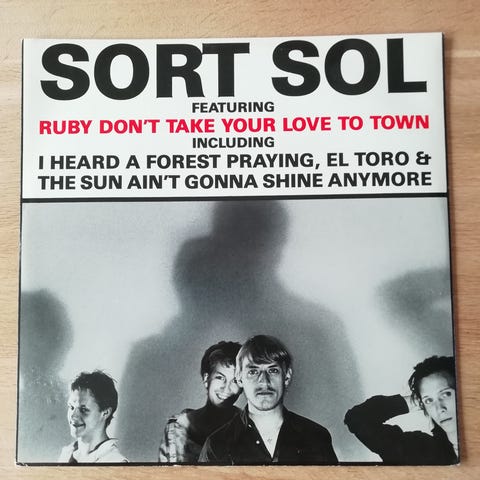 SORT SOL
FEATURING
RUBY DON'T TAKE YOUR LOVE TO TOWN
INCLUDING
I HEARD A FOREST PRAYING, EL TORO &
THE SUN AIN'T GONNA SHINE ANYMORE